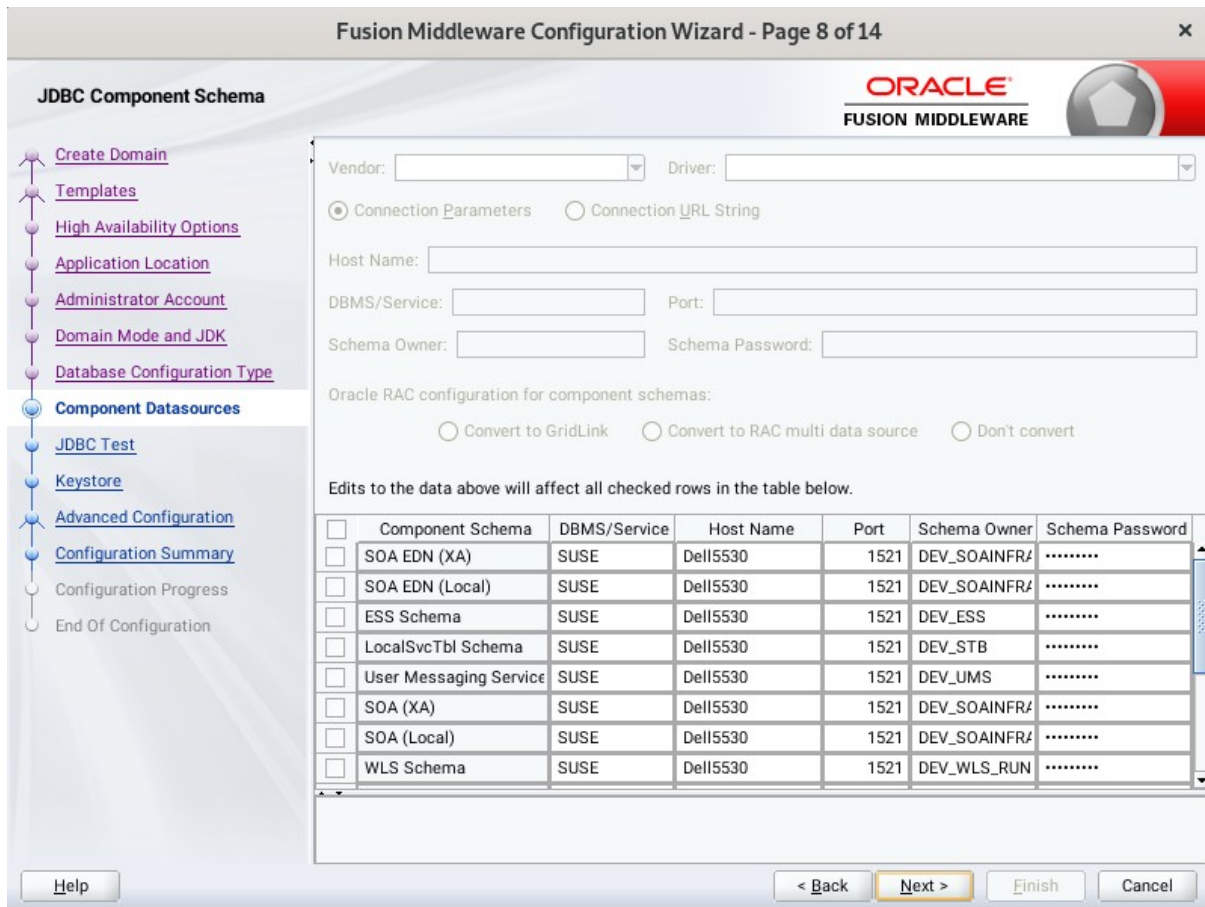 Fusion Middleware Configuration Wizard - Page 8 of 14
JDBC Component Schema
ORACLE
FUSION MIDDLEWARE
Create Domain
Templates
High Availability Options
Application Location
Administrator Account
Domain Mode and JDK
Database Configuration Type
Component Datasources
JDBC Test
Keystore
Advanced Configuration
Configuration Summary
Configuration Progress
End Of Configuration
Vendor: Driver:
Connection Parameters Connection URL String
Host Name:
DBMS/Service: Port:
Schema Owner: Schema Password:
Oracle RAC configuration for component schemas:
Convert to GridLink Convert to RAC multi data source Don't convert
Edits to the data above will affect all checked rows in the table below.
Component Schema DBMS/Service Host Name Port Schema Owner Schema Password
SOA EDN (XA) SUSE Dell5530 1521 DEV_SOAINFRA •••••••••
SOA EDN (Local) SUSE Dell5530 1521 DEV_SOAINFRA •••••••••
ESS Schema SUSE Dell5530 1521 DEV_ESS •••••••••
LocalSvcTbl Schema SUSE Dell5530 1521 DEV_STB •••••••••
User Messaging Service SUSE Dell5530 1521 DEV_UMS •••••••••
SOA (XA) SUSE Dell5530 1521 DEV_SOAINFRA •••••••••
SOA (Local) SUSE Dell5530 1521 DEV_SOAINFRA •••••••••
WLS Schema SUSE Dell5530 1521 DEV_WLS_RUN •••••••••
Help < Back Next > Finish Cancel